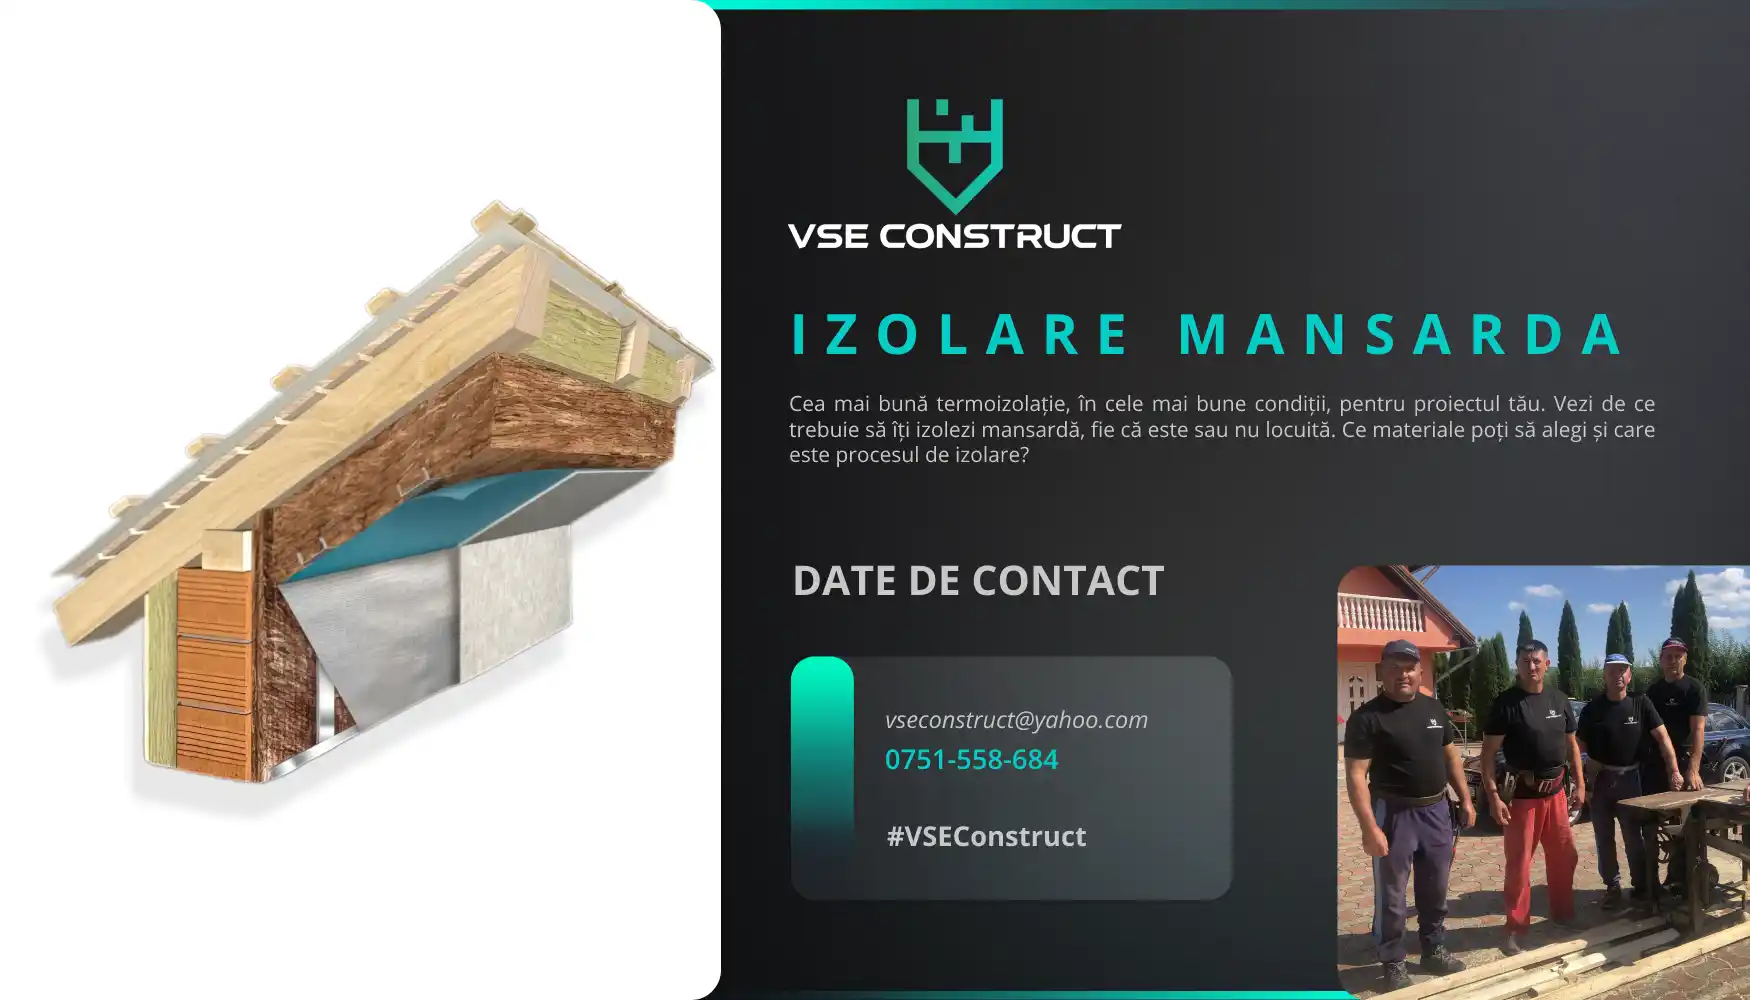 VSE CONSTRUCT
IZOLARE MANSARDA
Cea mai bună termoizolație, în cele mai bune condiții, pentru proiectul tău. Vezi de ce
trebuie să îți izolezi mansardă, fie că este sau nu locuită. Ce materiale poți să alegi și care
este procesul de izolare?
DATE DE CONTACT
vseconstruct@yahoo.com
0751-558-684
#VSEConstruct